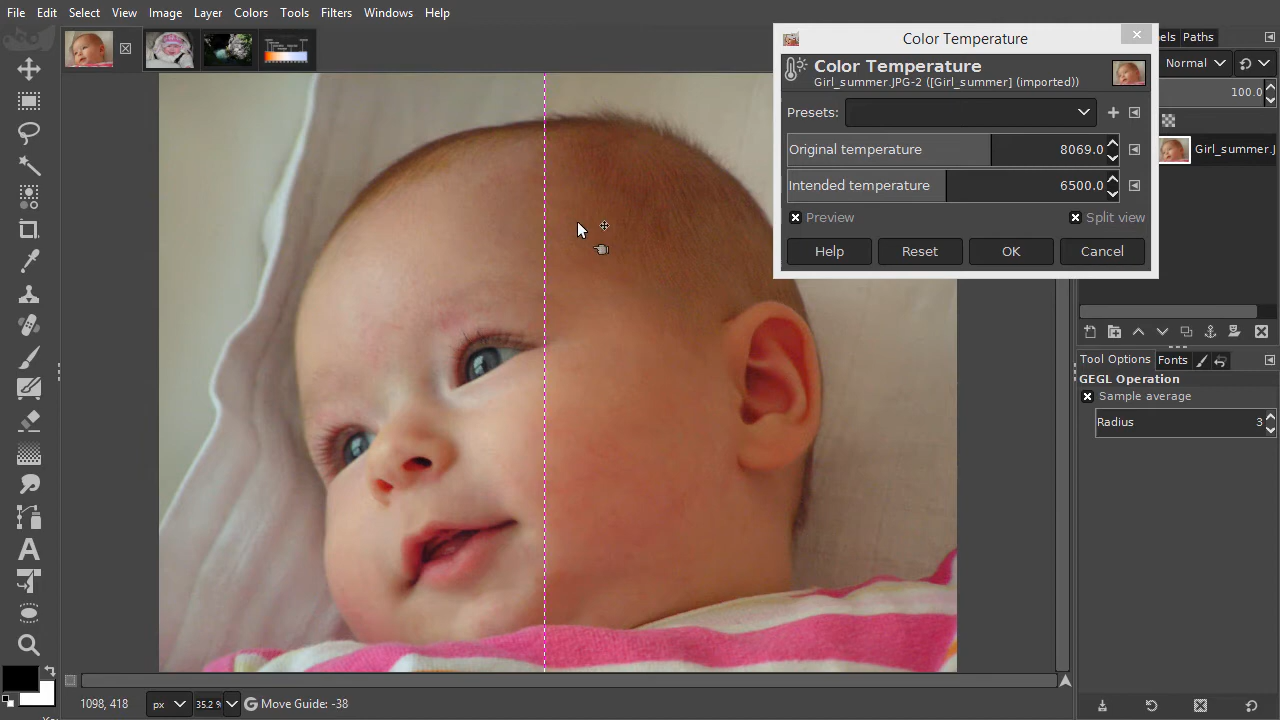 File Edit Select View Image Layer Colors Tools Filters Windows Help
Color Temperature
els Paths
Color Temperature
Girl_summer.JPG-2 ([Girl_summer] (imported))
Normal
Presets:
100.0
Original temperature 8069.0
Girl_summer.J
Intended temperature 6500.0
Preview Split view
Help Reset OK Cancel
Tool Options Fonts
GEGL Operation
Sample average
Radius 3
1098, 418 px 35.2 % Move Guide: -38